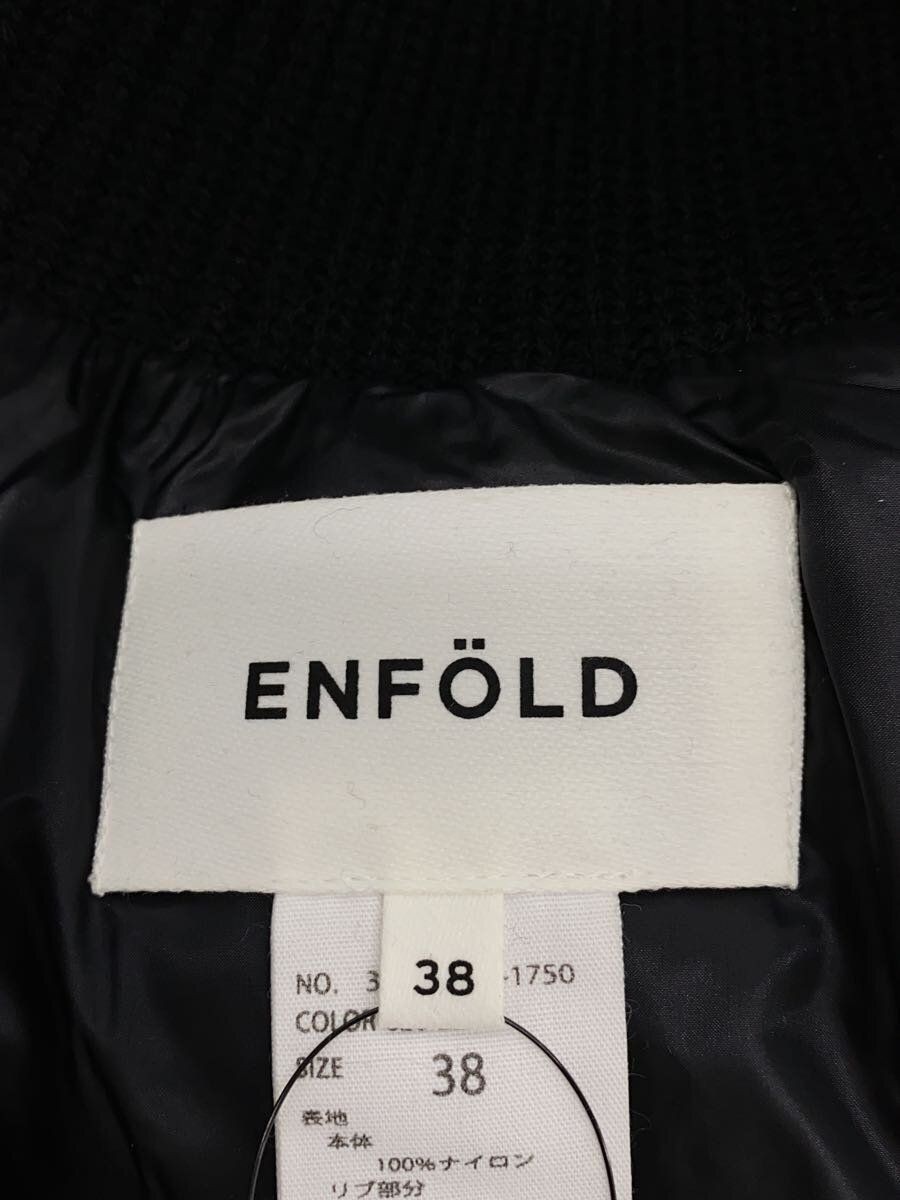 ENFÖLD
38
NO. 3 -1750
COLOR
SIZE 38
表地
本体
100%ナイロン
リブ部分